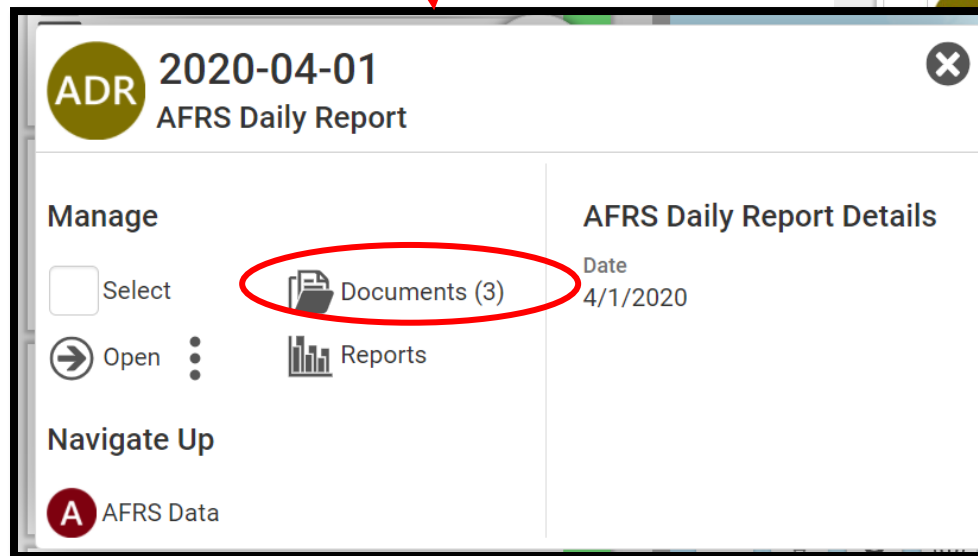 ADR
2020-04-01
AFRS Daily Report
Manage
Select
Documents (3)
Open
Reports
Navigate Up
A
AFRS Data
AFRS Daily Report Details
Date
4/1/2020